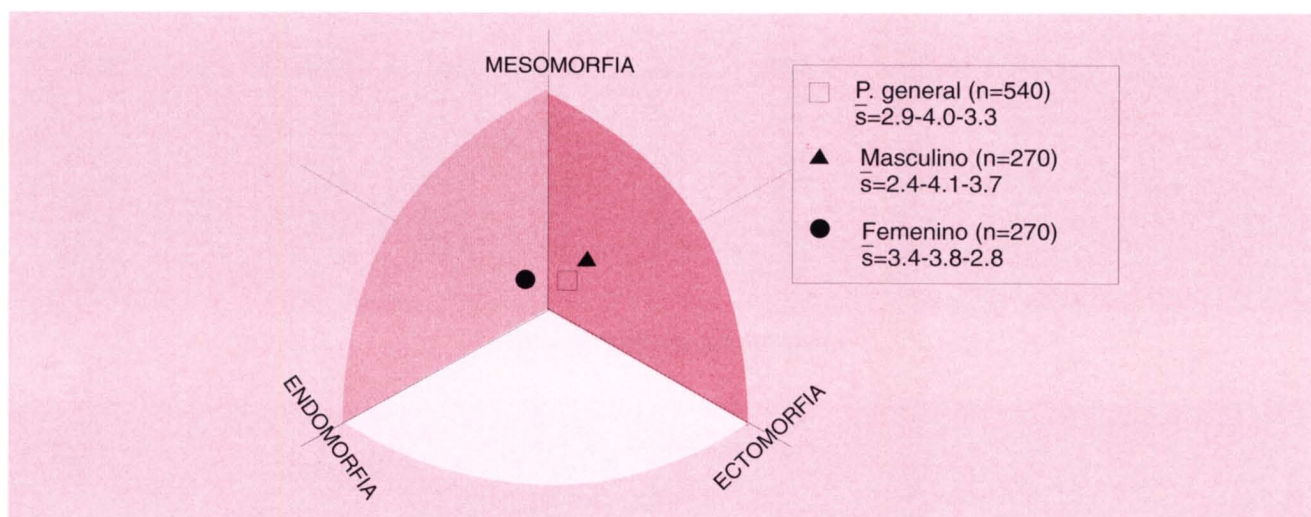 MESOMORFIA
P. general (n=540)
s̅=2.9-4.0-3.3
Masculino (n=270)
s̅=2.4-4.1-3.7
Femenino (n=270)
s̅=3.4-3.8-2.8
ENDOMORFIA
ECTOMORFIA